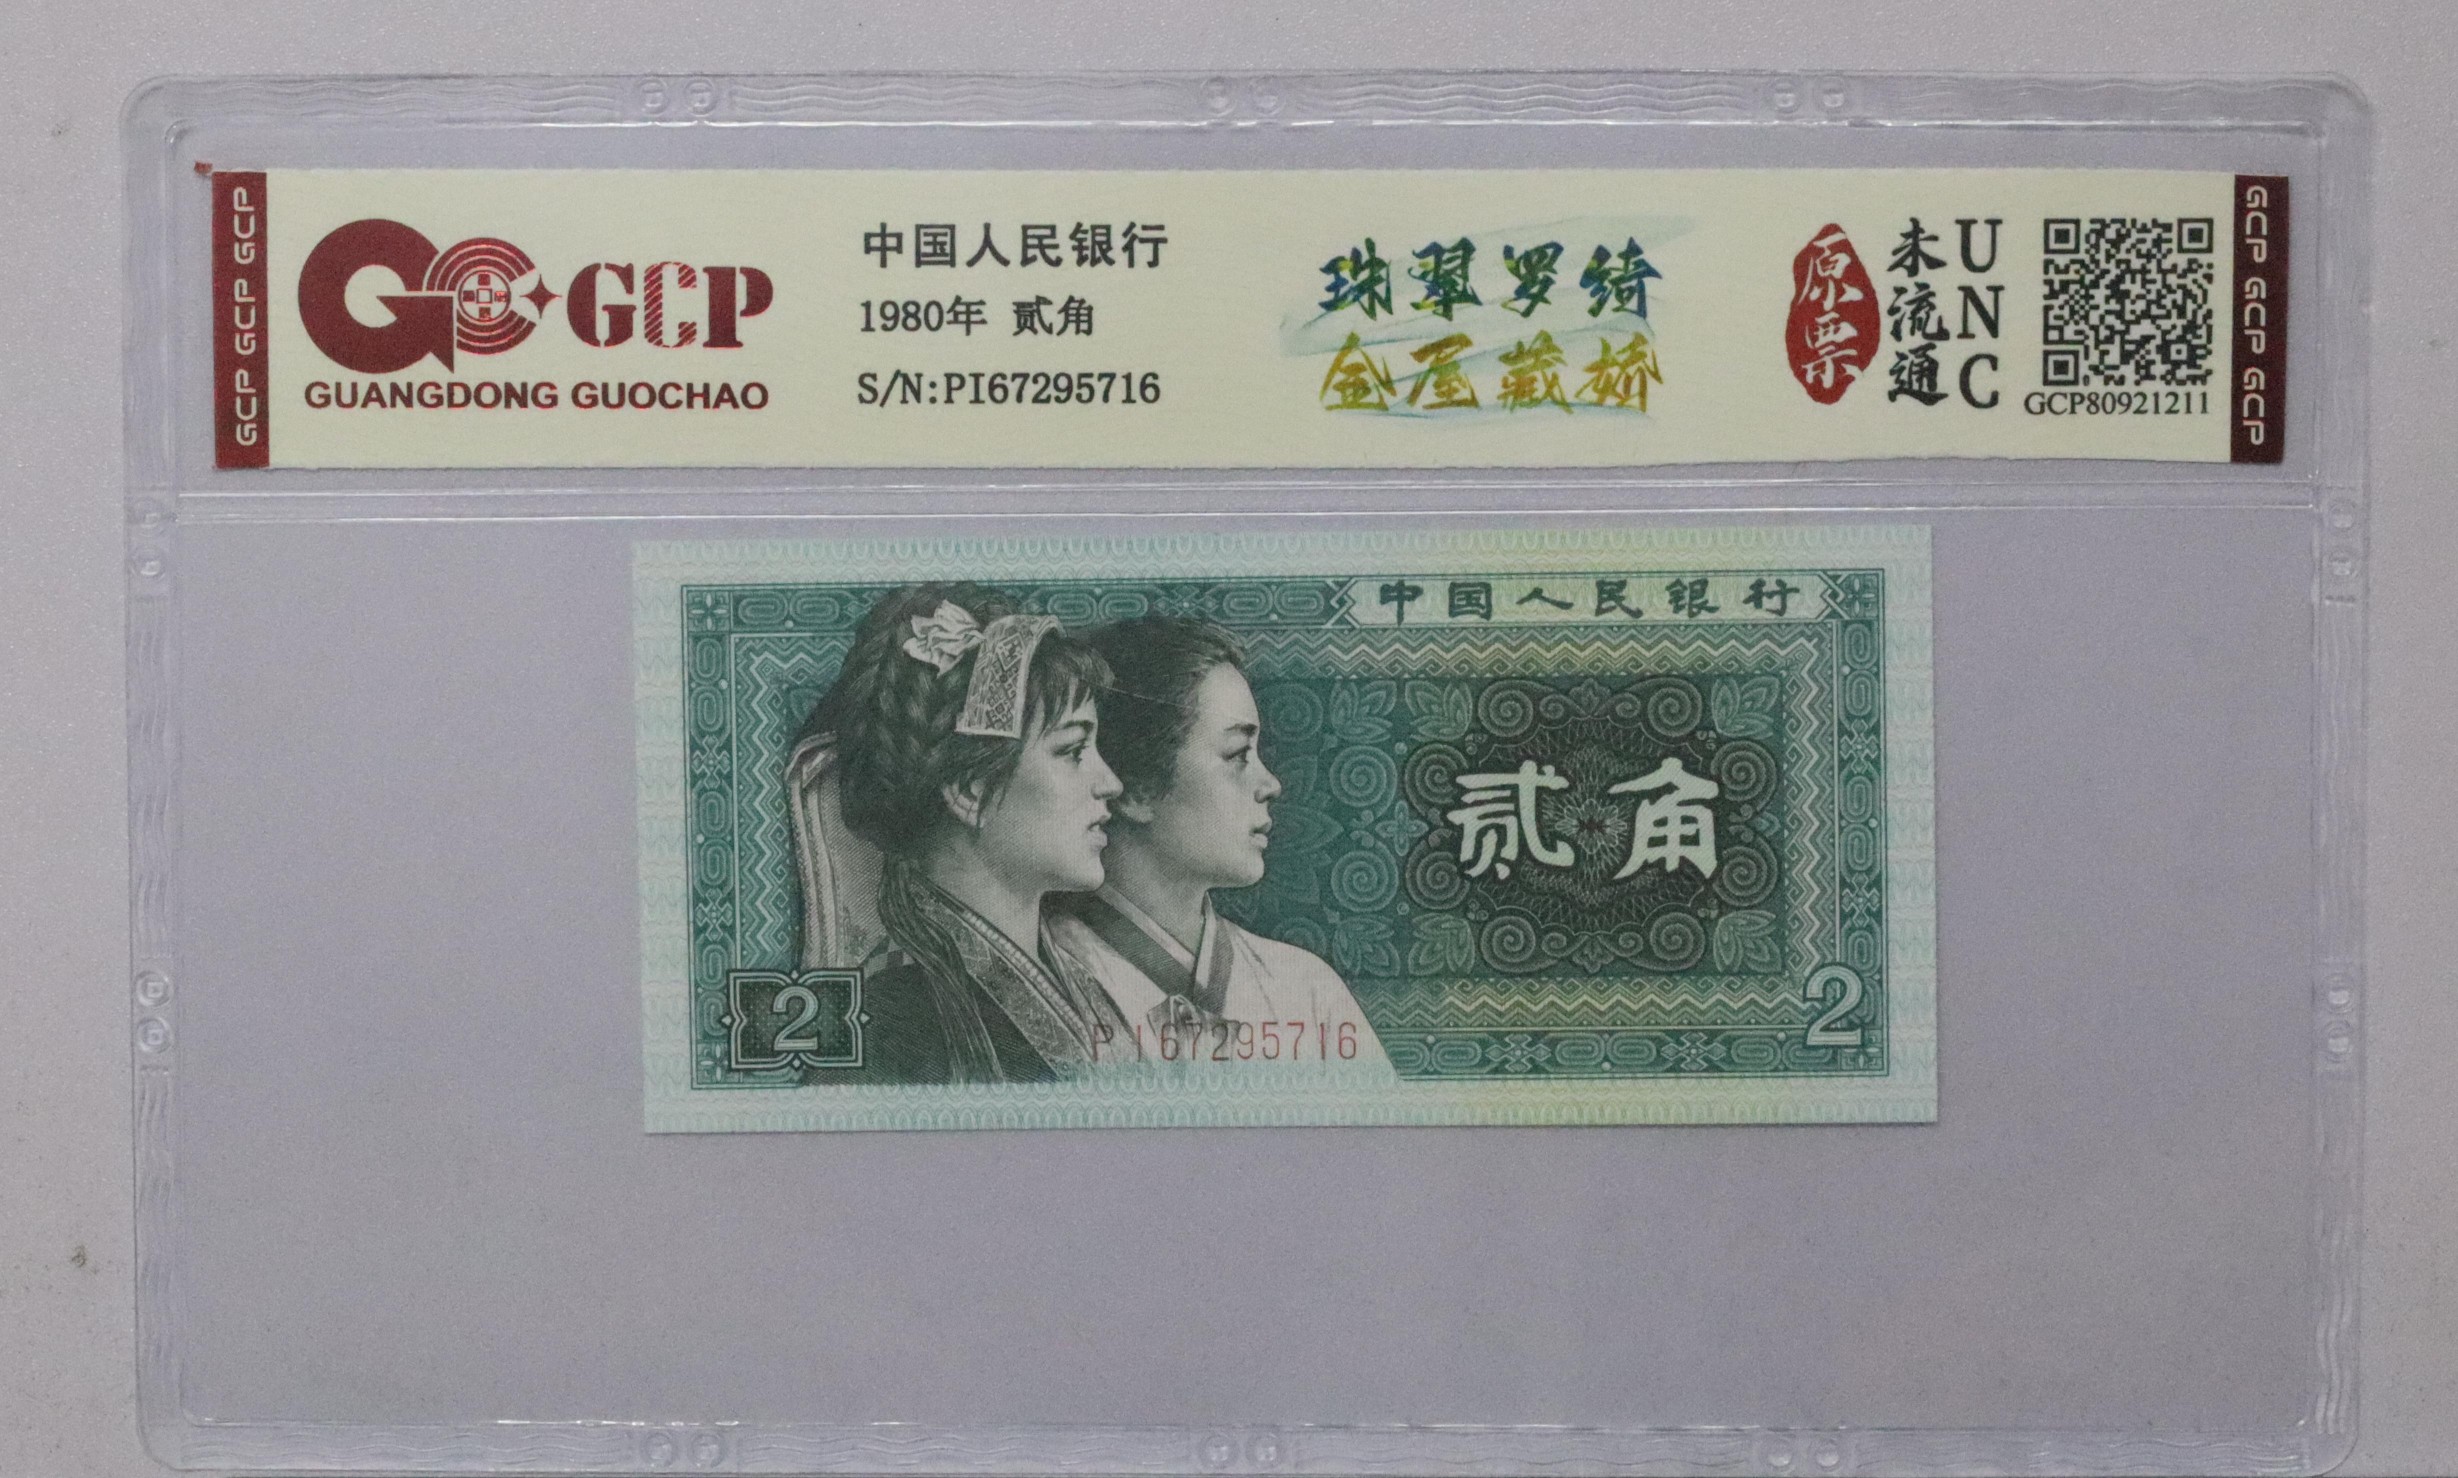 GCP GCP GCP
GCP
GUANGDONG GUOCHAO
中国人民银行
1980年 贰角
S/N:PI67295716
珠翠罗绮
金屋藏娇
原票
未流通
UNC
GCP80921211
GCP GCP GCP
中国人民银行
贰角
2
2
PI67295716